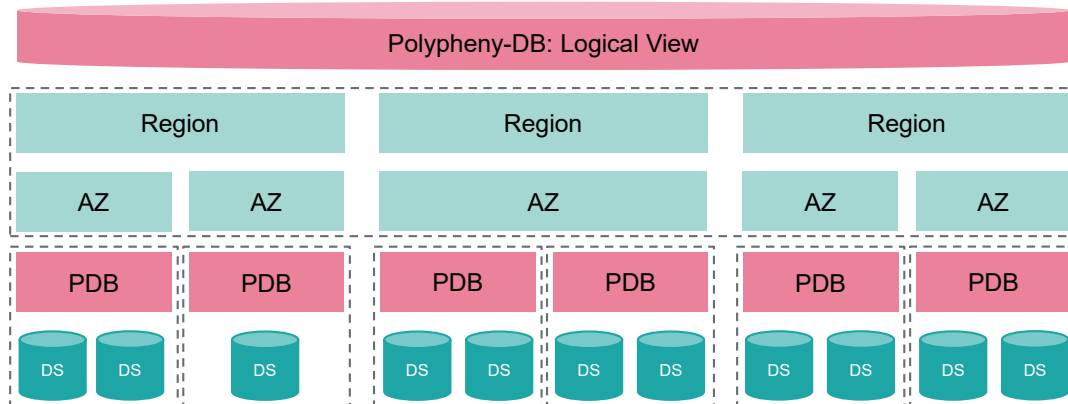 Polypheny-DB: Logical View
Region Region Region
AZ AZ AZ AZ AZ
PDB PDB PDB PDB PDB PDB
DS DS DS DS DS DS DS DS DS DS DS